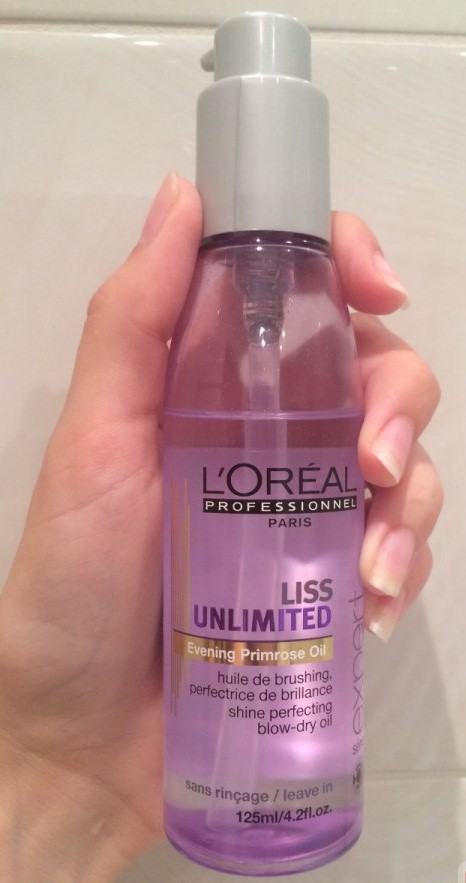 L'ORÉAL
PROFESSIONNEL
PARIS
LISS
UNLIMITED
Evening Primrose Oil
huile de brushing,
perfectrice de brillance
shine perfecting
blow-dry oil
sans rinçage / leave in
125ml/4.2fl.oz.
expert